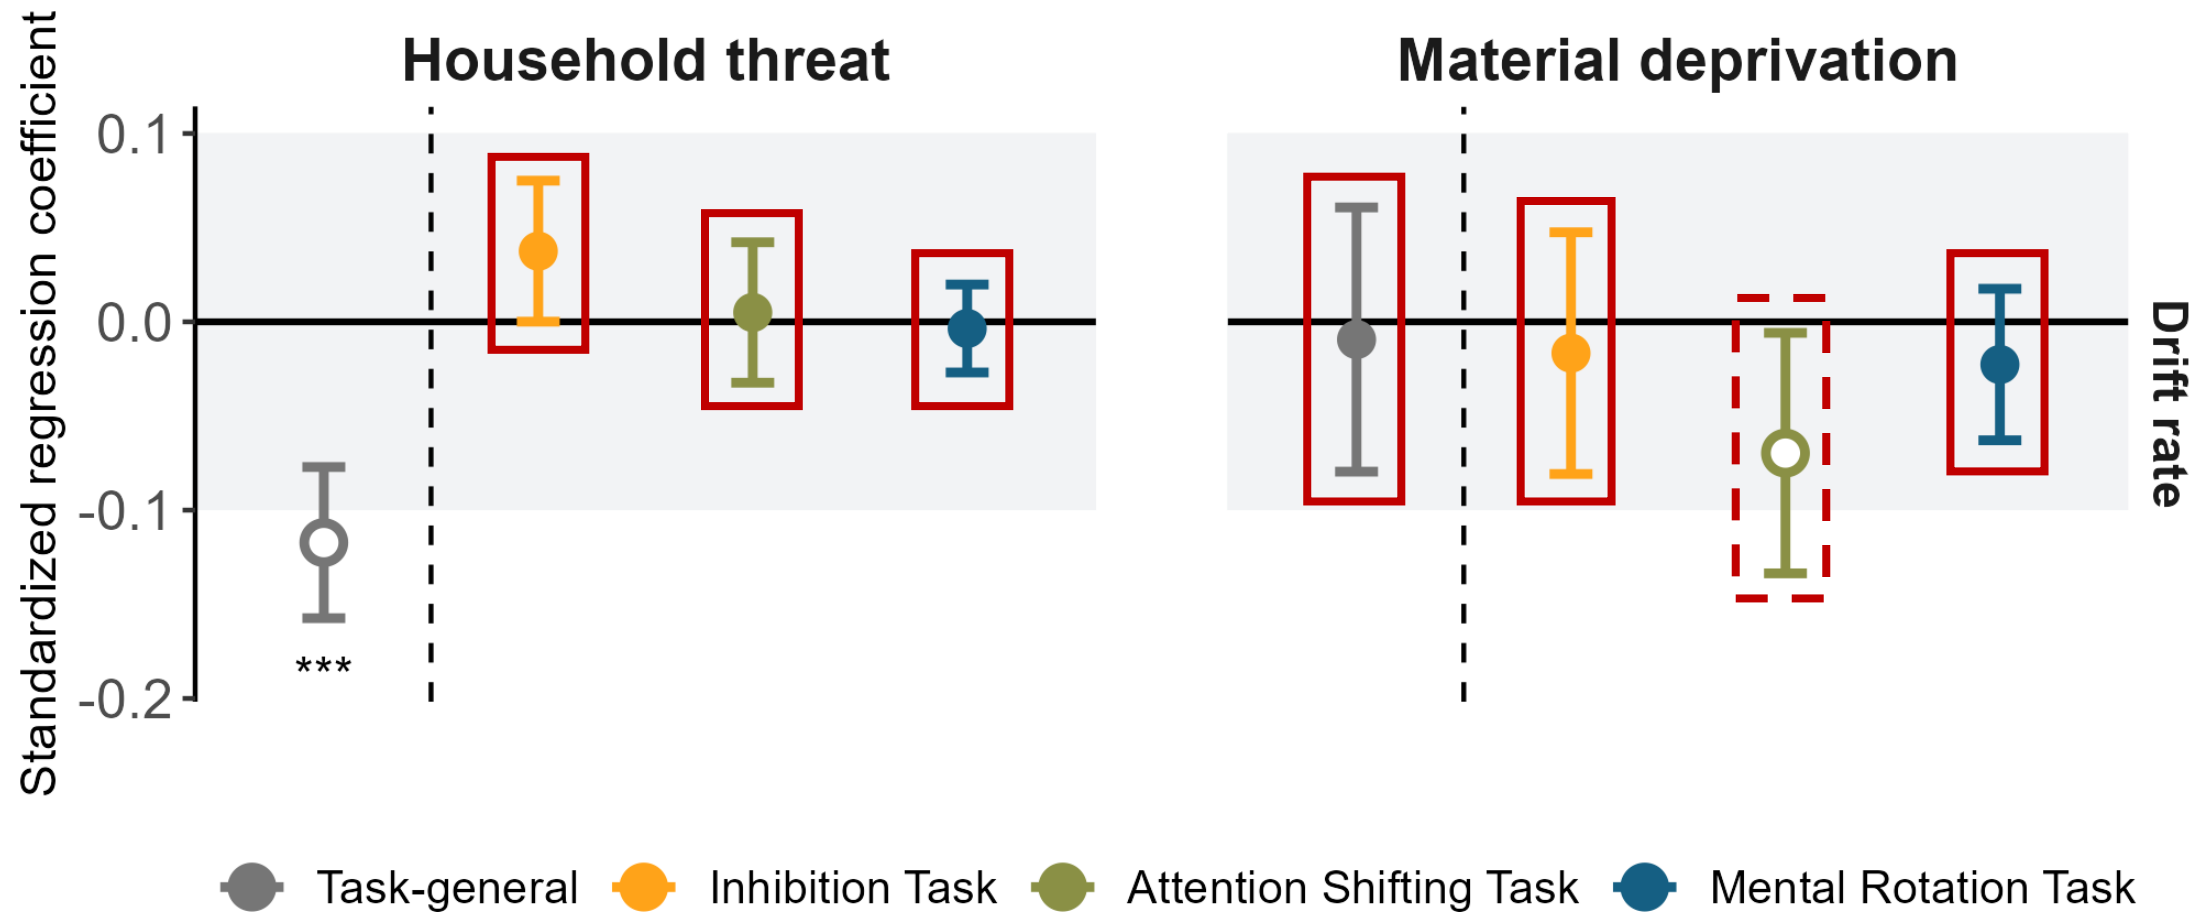 Standardized regression coefficient
Household threat
Material deprivation
0.1
0.0
-0.1
-0.2
***
Drift rate
Task-general
Inhibition Task
Attention Shifting Task
Mental Rotation Task